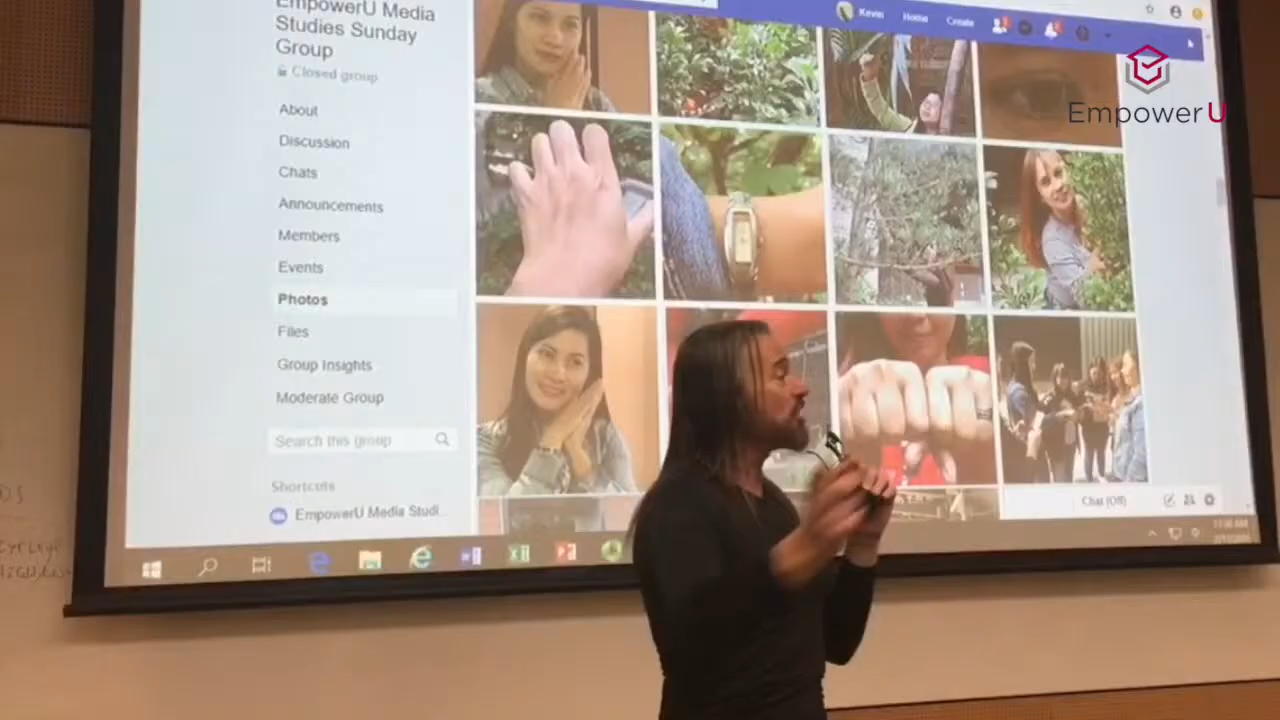 EmpowerU Media
Studies Sunday
Group
Closed group
About
Discussion
Chats
Announcements
Members
Events
Photos
Files
Group Insights
Moderate Group
Search this group
Shortcuts
EmpowerU Media Studi...
Kevin Home Create
EmpowerU
Chat (Off)